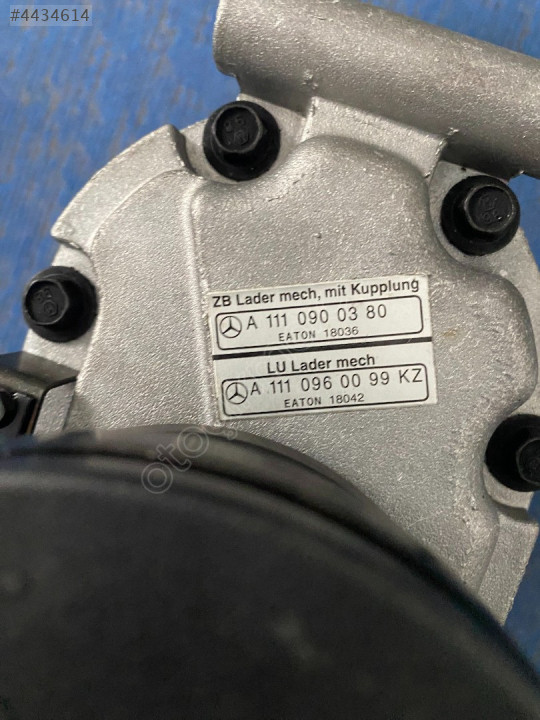 #4434614
ZB Lader mech, mit Kupplung
A 111 090 03 80
EATON 18036
LU Lader mech
A 111 096 00 99 KZ
EATON 18042